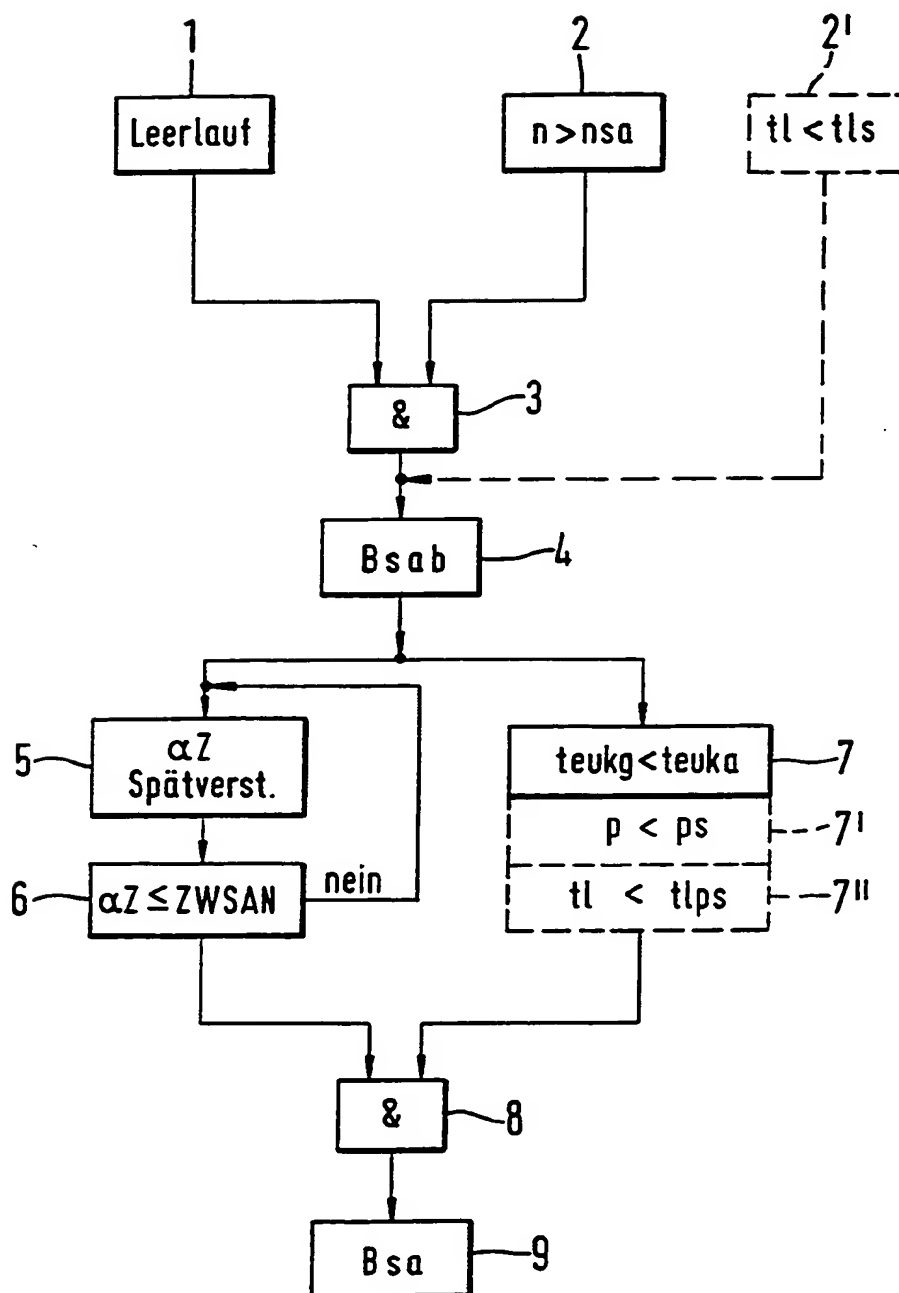 1
2
2'
Leerlauf
n>nsa
tl<tls
&
3
Bsab
4
5
αZ
Spätverst.
teukg<teuka
7
p < ps
7'
6
αZ≤ZWSAN
nein
tl < tlps
7"
&
8
Bsa
9